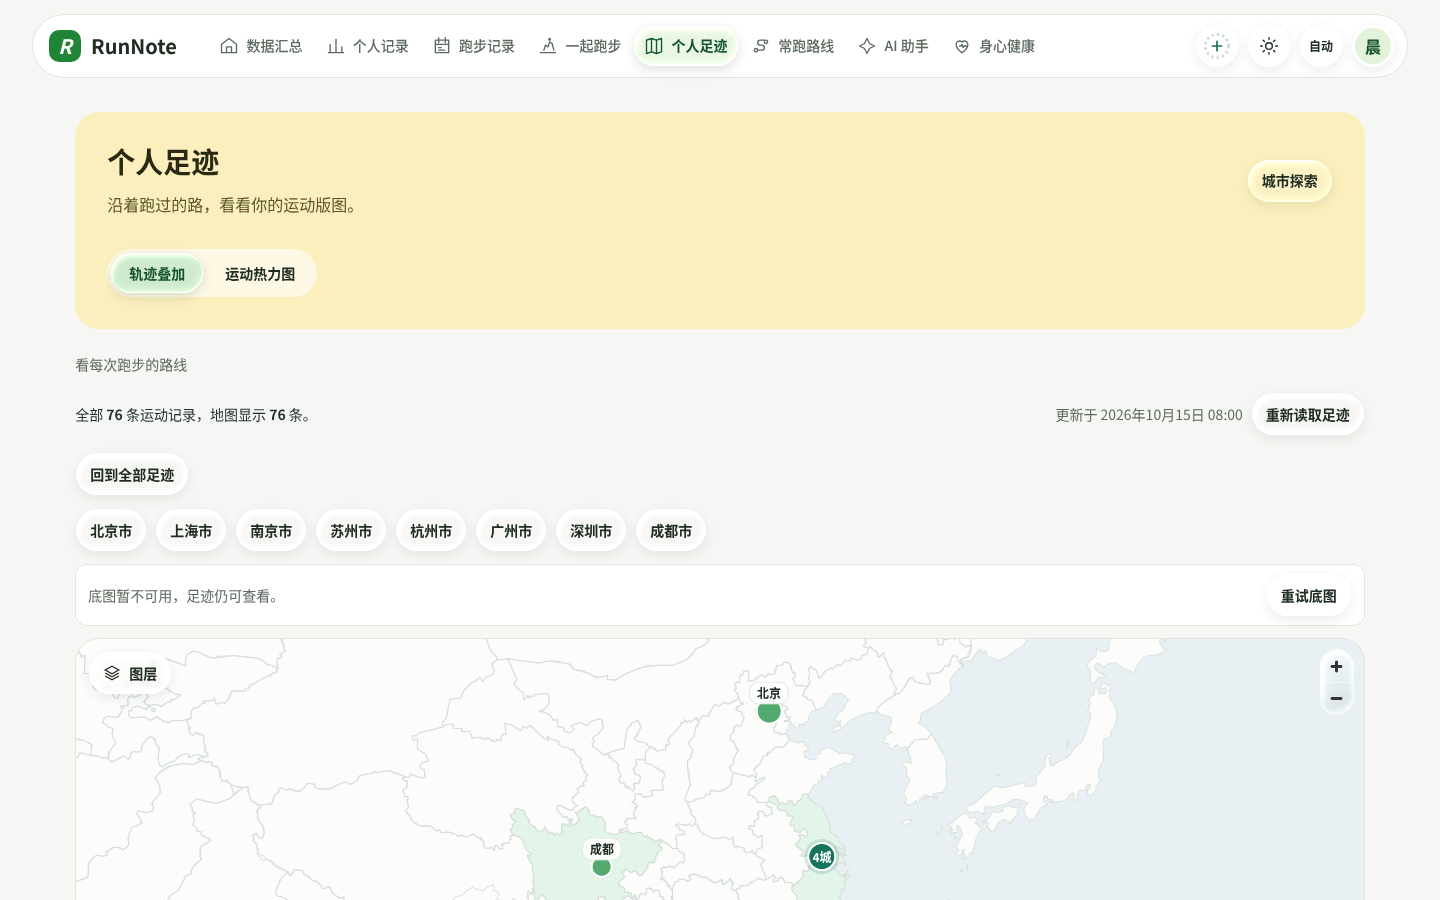 R RunNote 数据汇总 个人记录 跑步记录 一起跑步 个人足迹 常跑路线 AI 助手 身心健康 自动 晨
个人足迹
沿着跑过的路，看看你的运动版图。
城市探索
轨迹叠加 运动热力图
看每次跑步的路线
全部 76 条运动记录，地图显示 76 条。
更新于 2026年10月15日 08:00 重新读取足迹
回到全部足迹
北京市 上海市 南京市 苏州市 杭州市 广州市 深圳市 成都市
底图暂不可用，足迹仍可查看。 重试底图
图层
北京
成都
4城